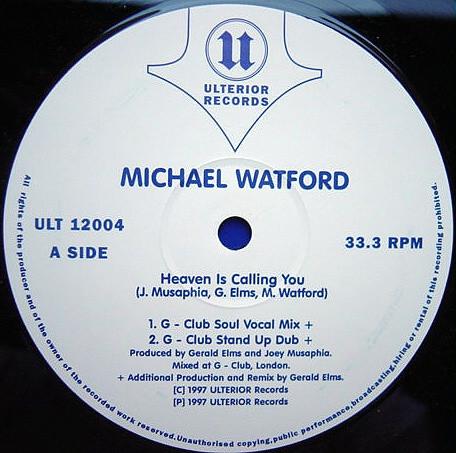 U
ULTERIOR
RECORDS
MICHAEL WATFORD
ULT 12004
A SIDE
33.3 RPM
Heaven Is Calling You
(J. Musaphia, G. Elms, M. Watford)
1. G - Club Soul Vocal Mix +
2. G - Club Stand Up Dub +
Produced by Gerald Elms and Joey Musaphia.
Mixed at G - Club, London.
+ Additional Production and Remix by Gerald Elms.
[C] 1997 ULTERIOR Records
[P] 1997 ULTERIOR Records
All rights of the producer and of the owner of the recorded work reserved. Unauthorised copying, public performance, broadcasting, hiring or rental of this recording prohibited.